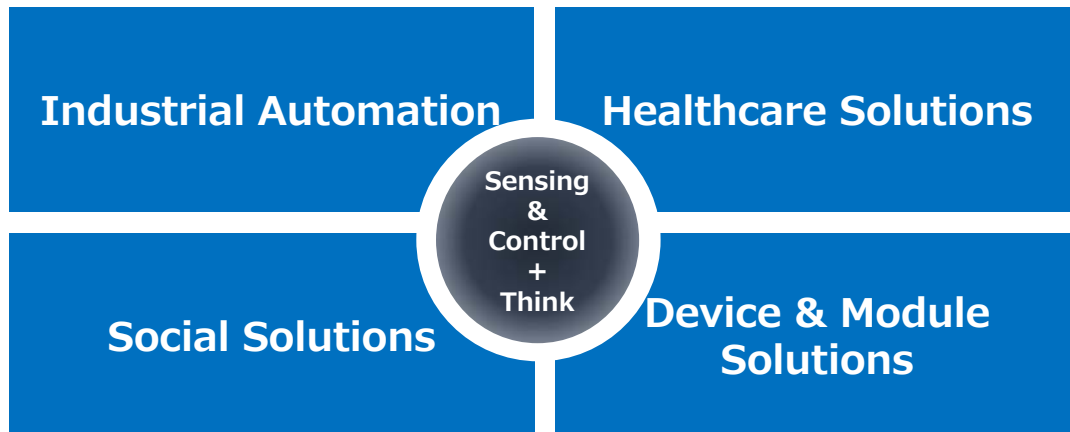 Industrial Automation
Healthcare Solutions
Sensing
&
Control
+
Think
Social Solutions
Device & Module
Solutions